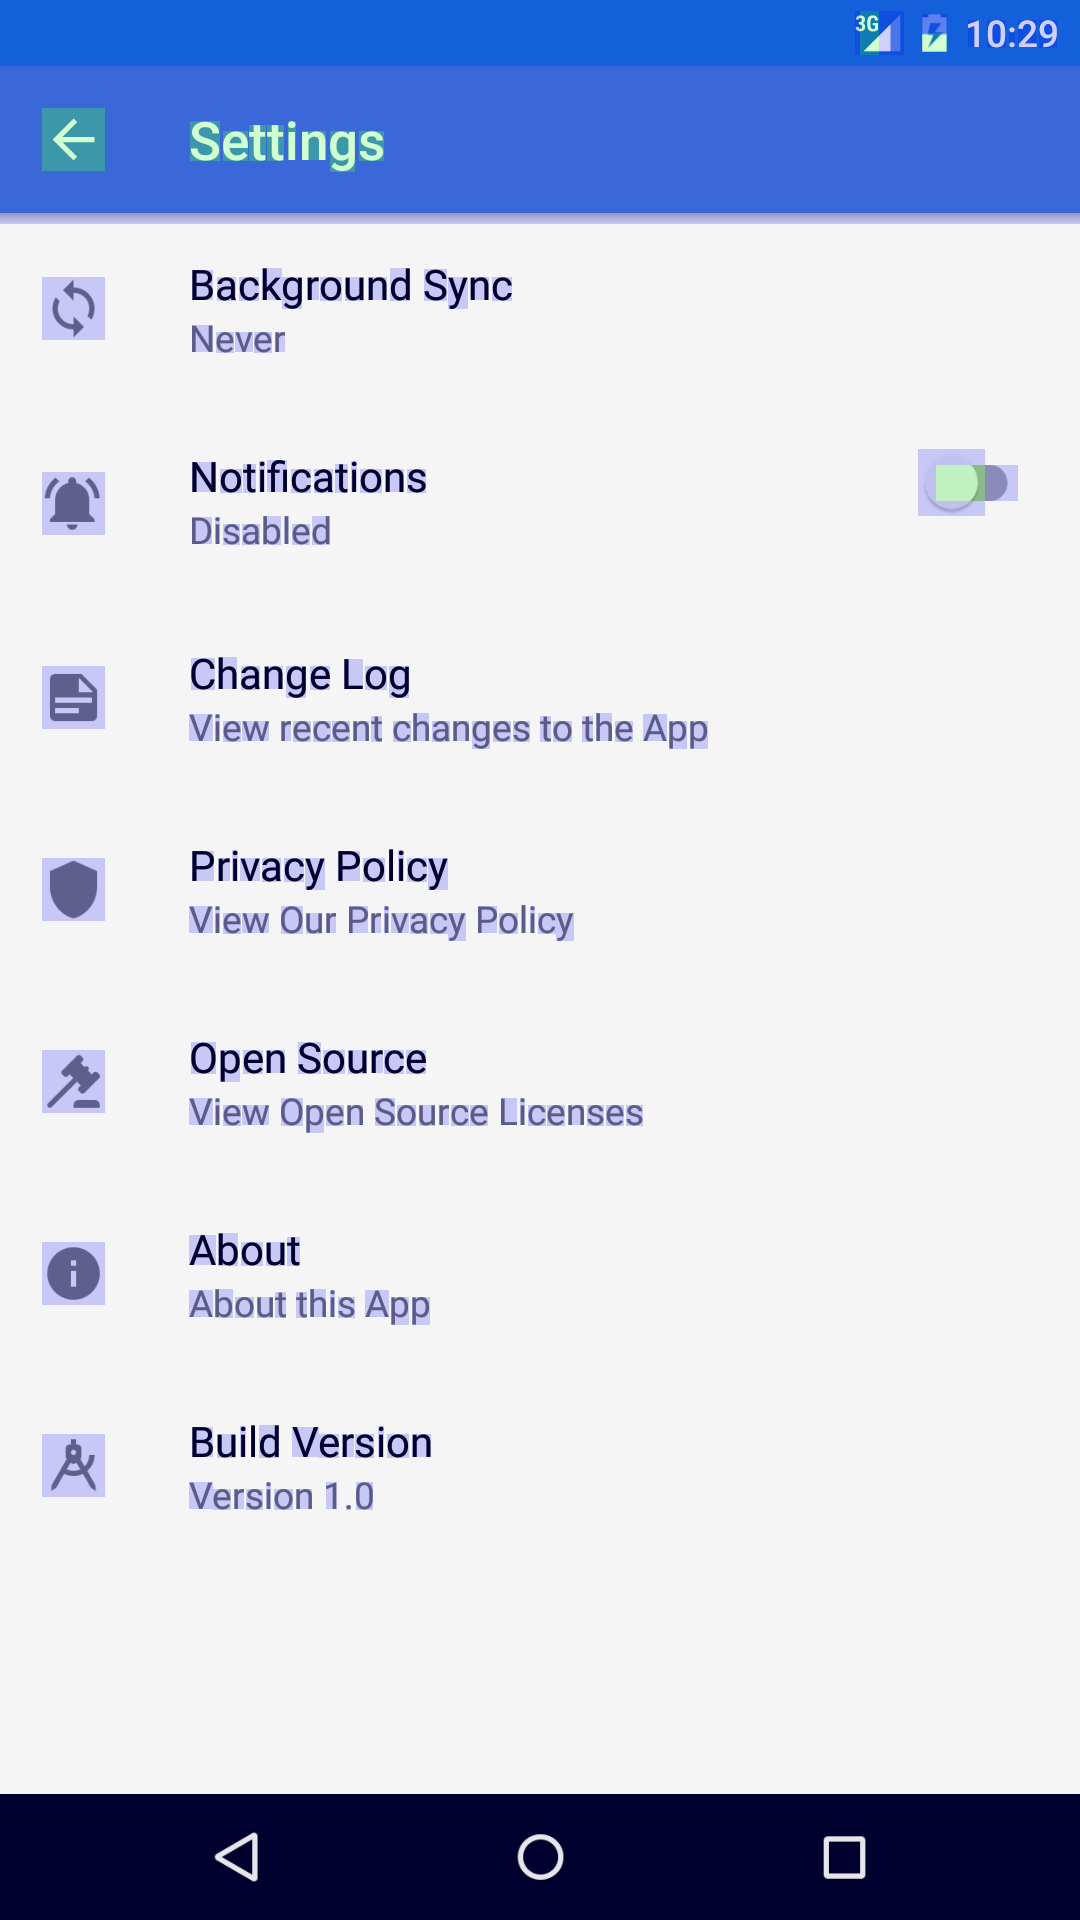 3G 10:29
Settings
Background Sync
Never
Notifications
Disabled
Change Log
View recent changes to the App
Privacy Policy
View Our Privacy Policy
Open Source
View Open Source Licenses
About
About this App
Build Version
Version 1.0